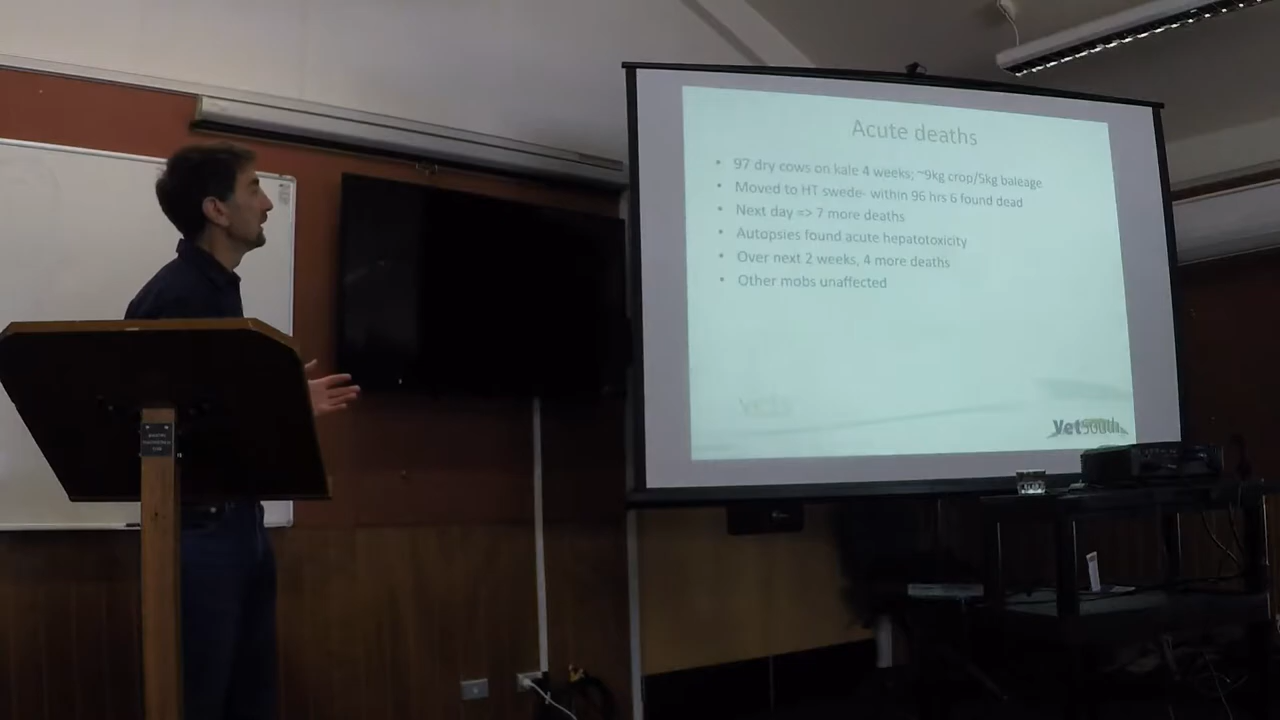 Acute deaths
• 97 dry cows on kale 4 weeks; ~9kg crop/5kg baleage
• Moved to HT swede- within 96 hrs 6 found dead
• Next day => 7 more deaths
• Autopsies found acute hepatotoxicity
• Over next 2 weeks, 4 more deaths
• Other mobs unaffected
VetSouth